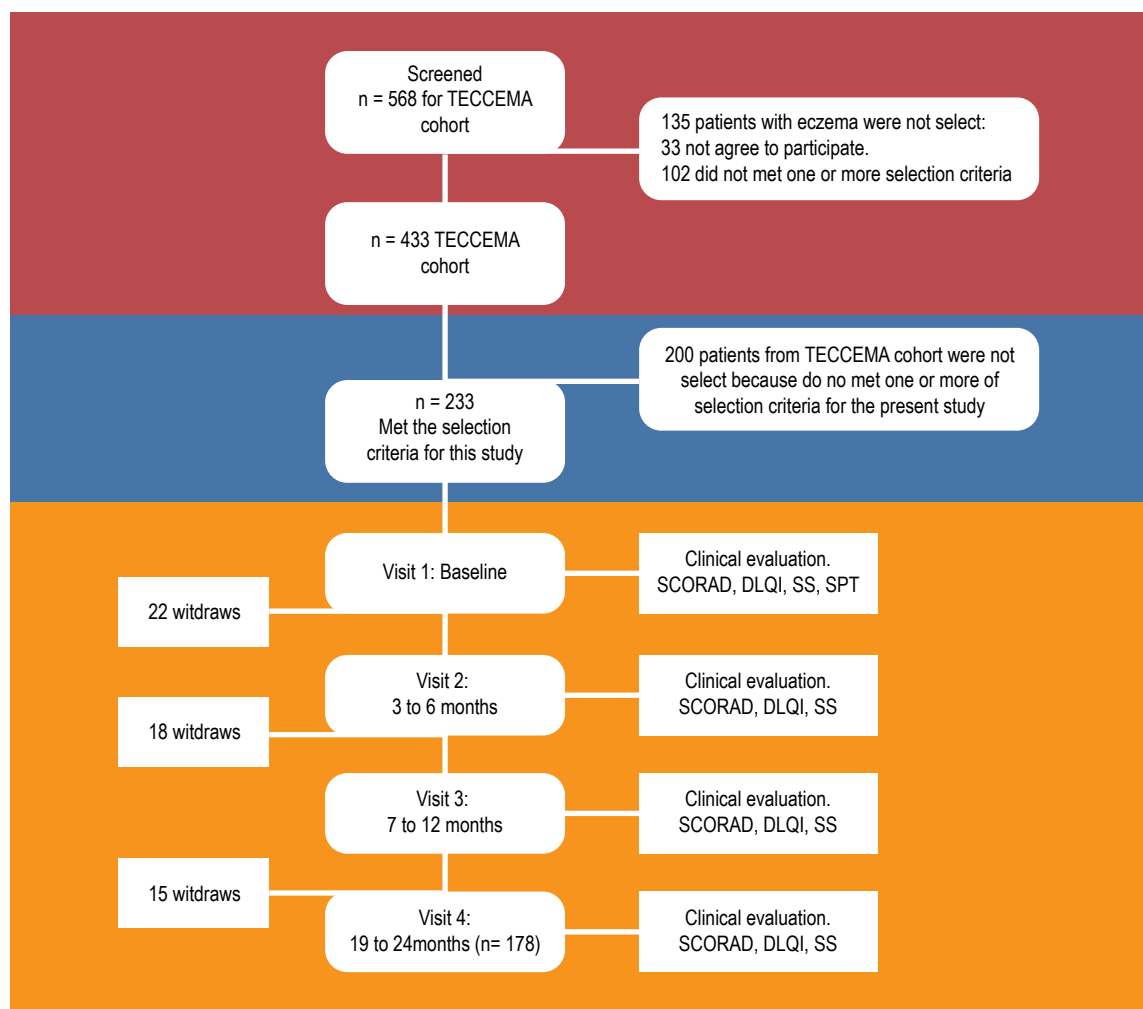 Screened
n = 568 for TECCEMA
cohort
135 patients with eczema were not select:
33 not agree to participate.
102 did not met one or more selection criteria
n = 433 TECCEMA
cohort
200 patients from TECCEMA cohort were not
select because do no met one or more of
selection criteria for the present study
n = 233
Met the selection
criteria for this study
Visit 1: Baseline
Clinical evaluation.
SCORAD, DLQI, SS, SPT
22 witdraws
Visit 2:
3 to 6 months
Clinical evaluation.
SCORAD, DLQI, SS
18 witdraws
Visit 3:
7 to 12 months
Clinical evaluation.
SCORAD, DLQI, SS
15 witdraws
Visit 4:
19 to 24months (n= 178)
Clinical evaluation.
SCORAD, DLQI, SS